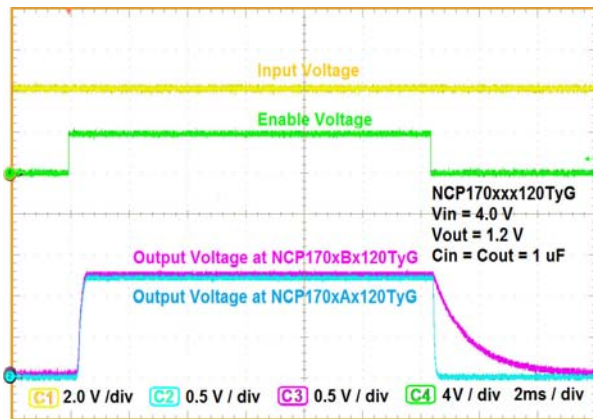 Input Voltage
Enable Voltage
NCP170xxx120TyG
Vin = 4.0 V
Vout = 1.2 V
Cin = Cout = 1 uF
Output Voltage at NCP170xBx120TyG
Output Voltage at NCP170xAx120TyG
C1 2.0 V /div C2 0.5 V / div C3 0.5 V / div C4 4V / div 2ms / div